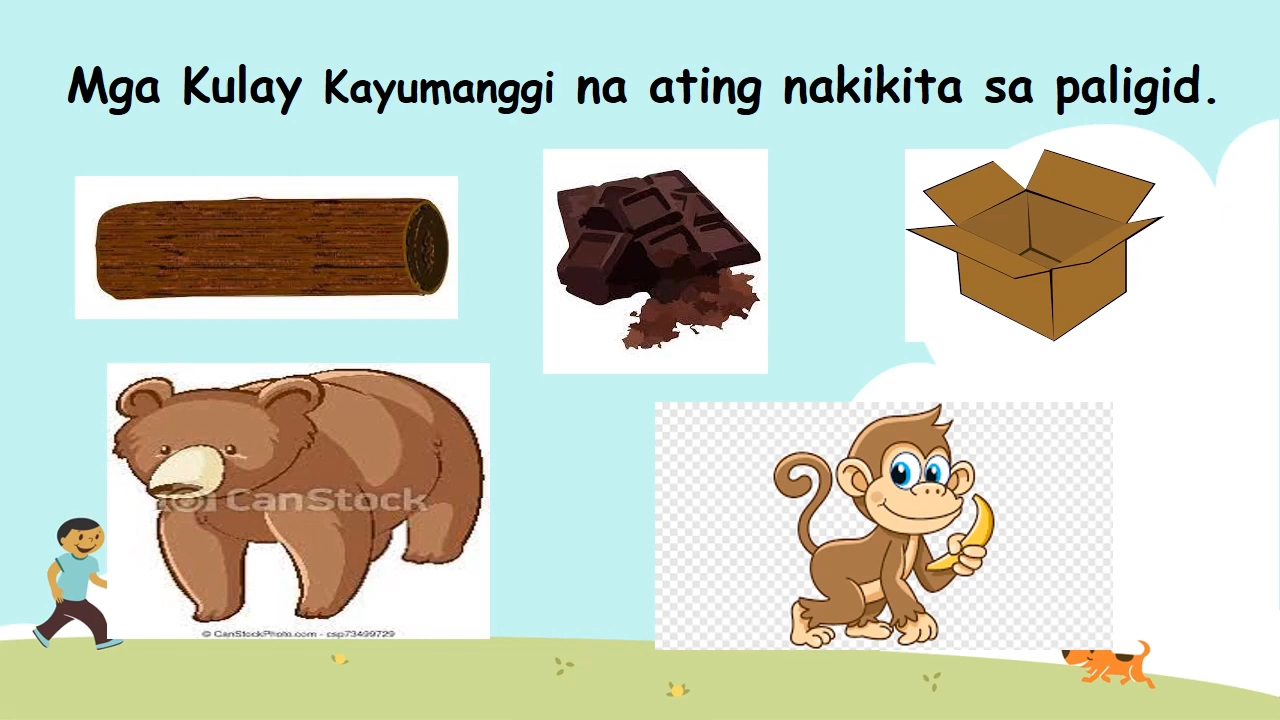 Mga Kulay Kayumanggi na ating nakikita sa paligid.
CanStock
© CanStockPhoto.com - csp73499729